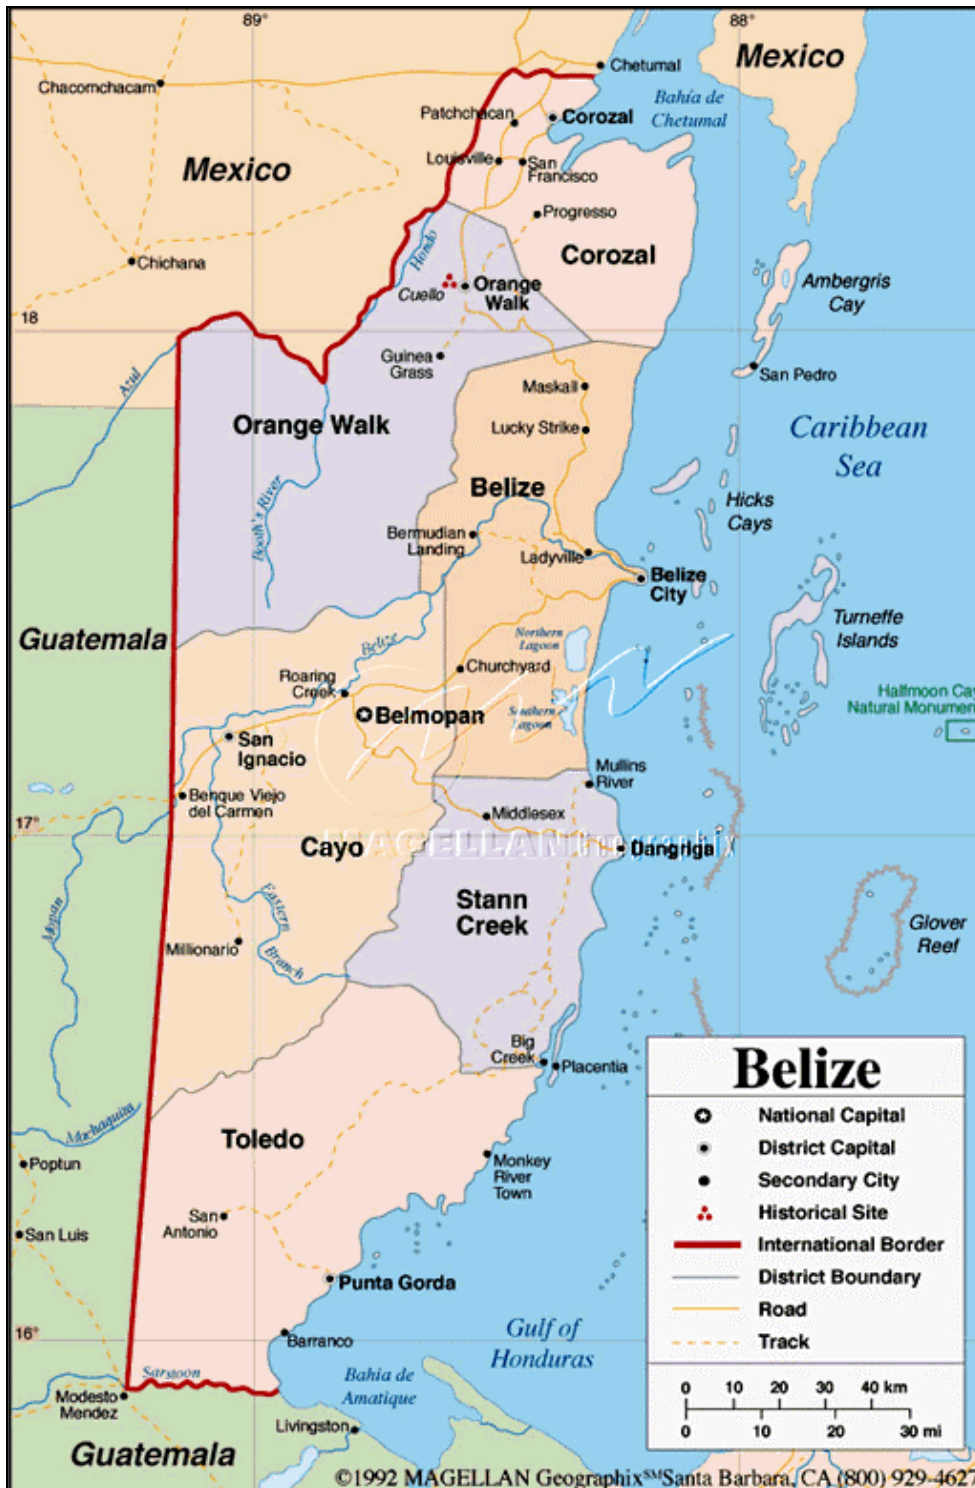 89°
88°
Mexico
Chetumal
Chacomchacam
Bahía de
Chetumal
Patchchacan
Corozal
Mexico
Louisville
San
Francisco
Progresso
Corozal
Chichana
Hondo
Ambergris
Cay
Cuello
Orange
Walk
18
Guinea
Grass
San Pedro
Azul
Maskall
Orange Walk
Lucky Strike
Caribbean
Sea
Belize
Booth's River
Hicks
Cays
Bermudian
Landing
Ladyville
Belize
City
Guatemala
Turneffe
Islands
Belize
Northern
Lagoon
Roaring
Creek
Churchyard
Halfmoon Cay
Natural Monument
Belmopan
Southern
Lagoon
San
Ignacio
Mullins
River
Benque Viejo
del Carmen
Middlesex
17°
Cayo
MAGELLAN Geographix
Dangriga
Stann
Creek
Mopan
Eastern
Branch
Millionario
Glover
Reef
Big
Creek
Placentia
Machaquila
Toledo
Poptun
Monkey
River
Town
San
Antonio
San Luis
Punta Gorda
16°
Barranco
Gulf of
Honduras
Sarstoon
Bahía de
Amatique
Modesto
Mendez
Livingston
Guatemala
Belize
National Capital
District Capital
Secondary City
Historical Site
International Border
District Boundary
Road
Track
0 10 20 30 40 km
0 10 20 30 mi
©1992 MAGELLAN Geographix℠Santa Barbara, CA (800) 929-4627